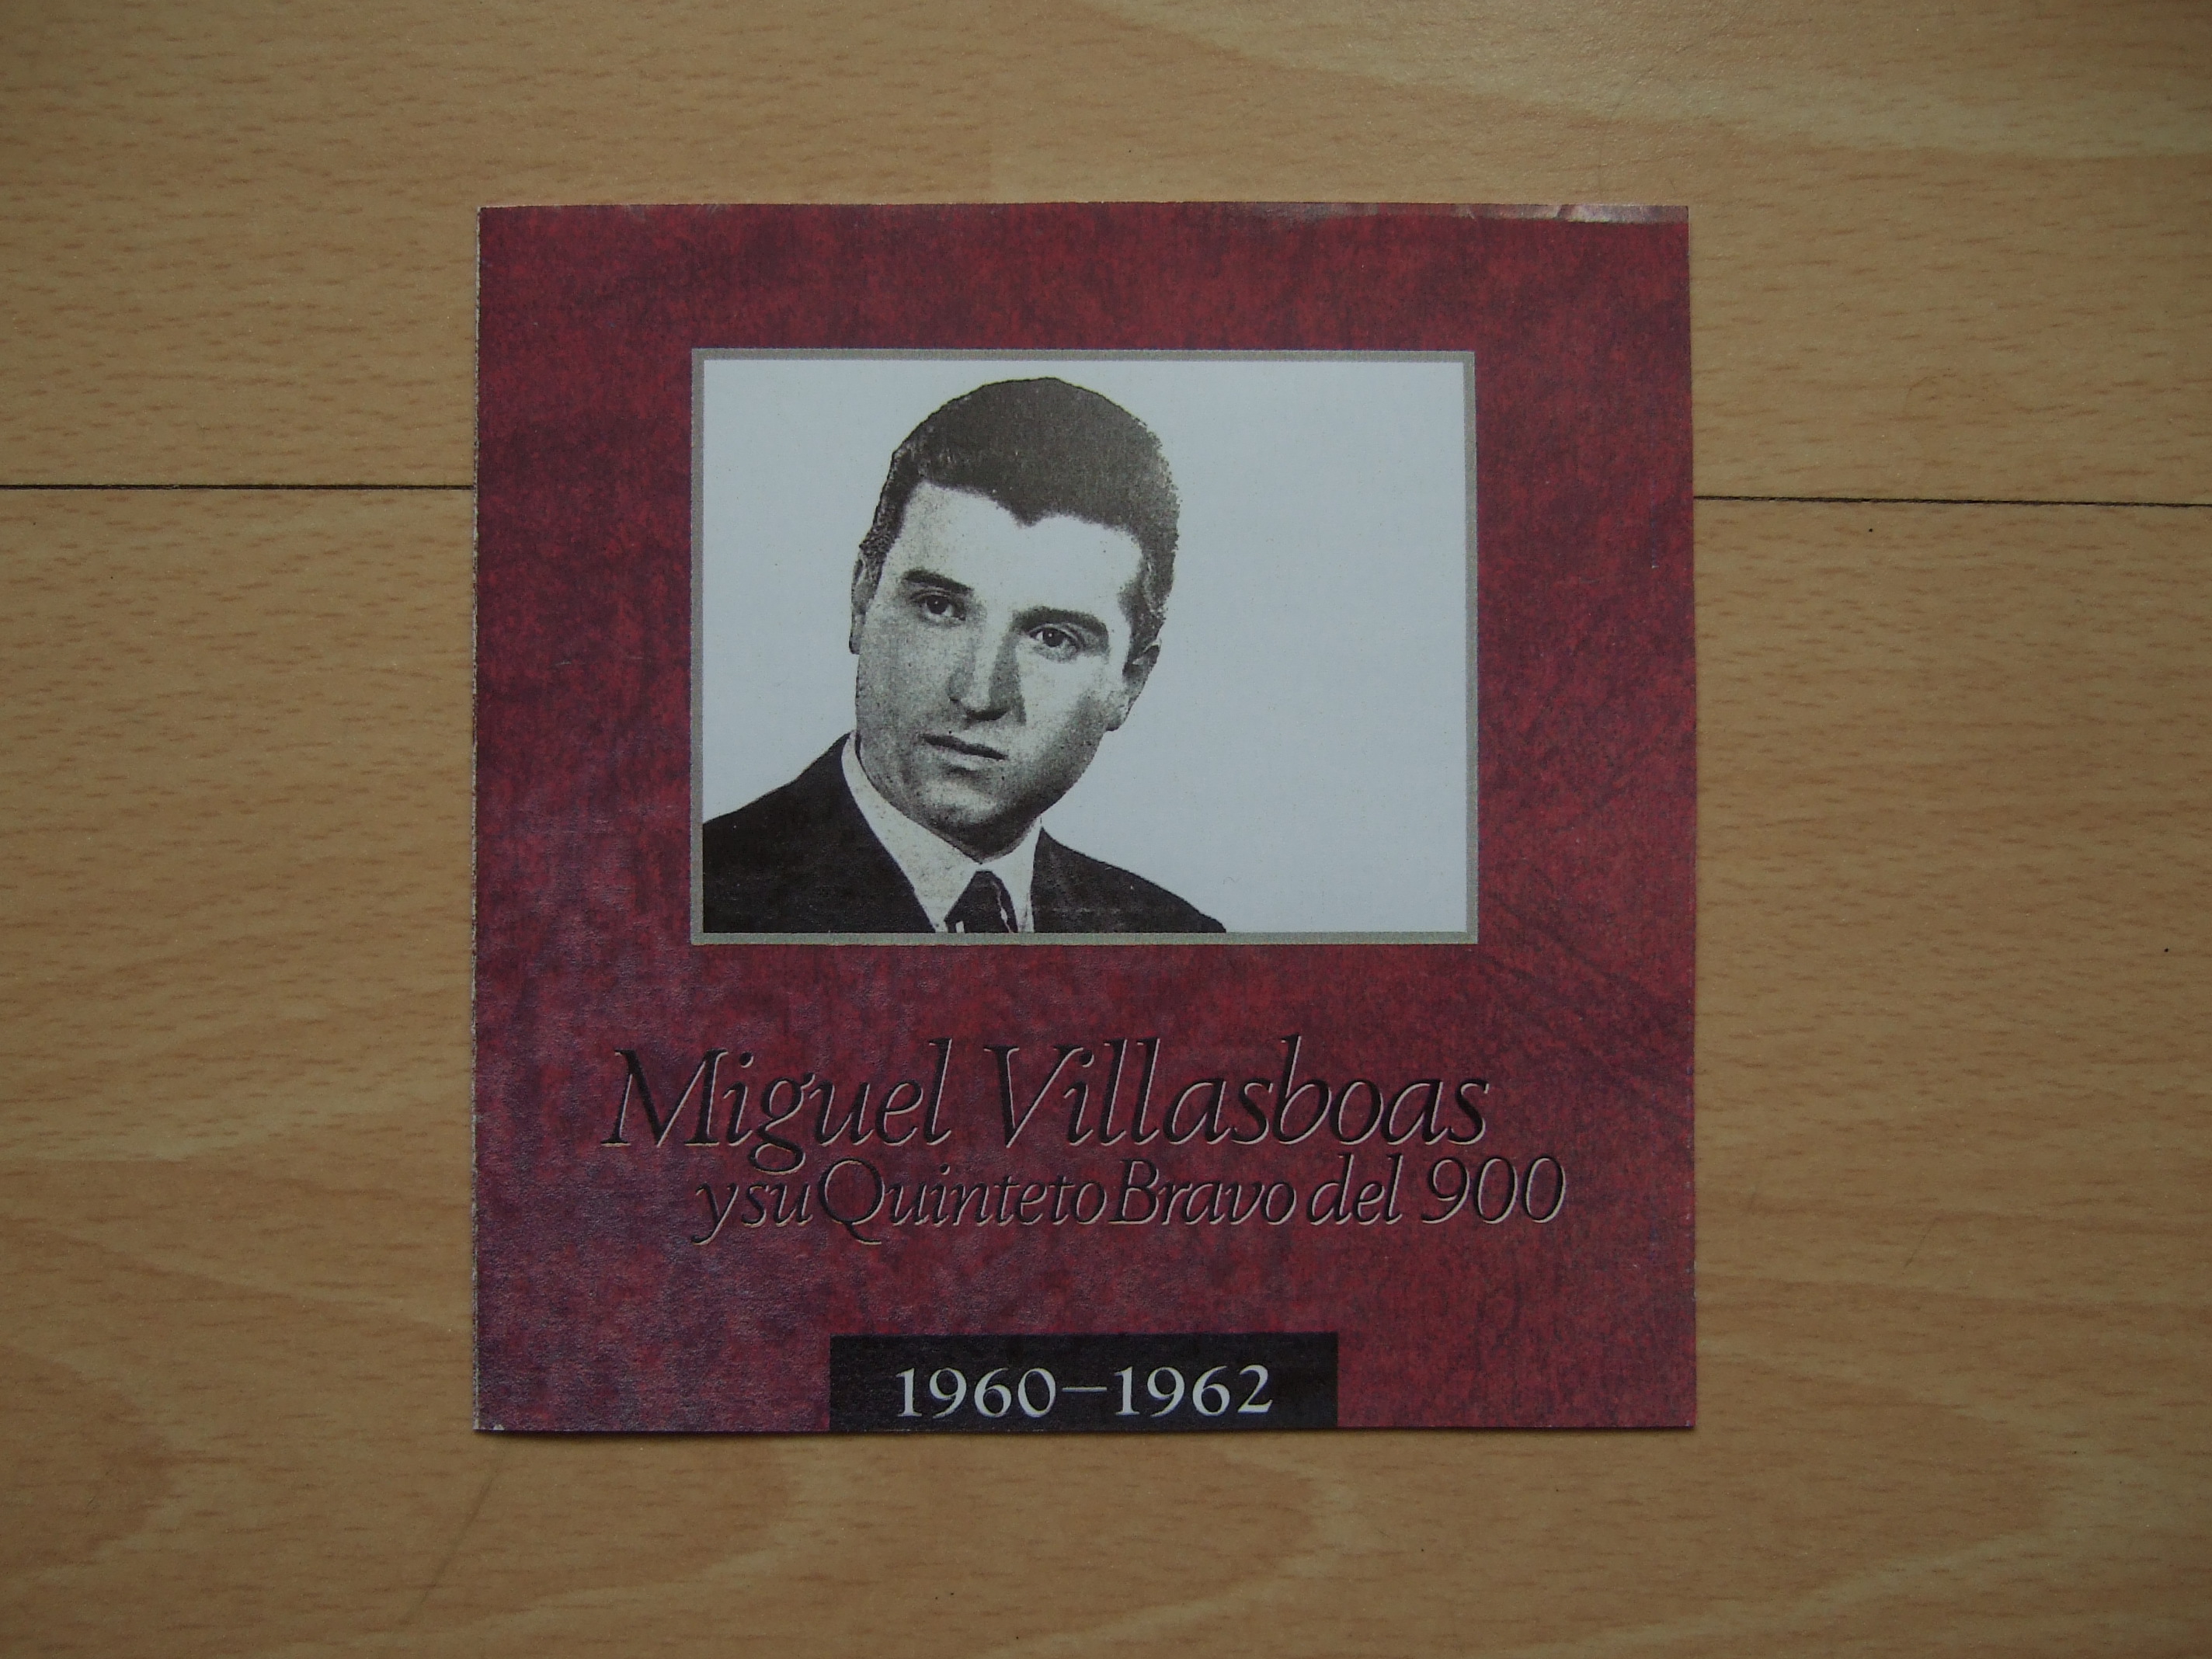 Miguel Villasboas
y su Quinteto Bravo del 900
1960–1962